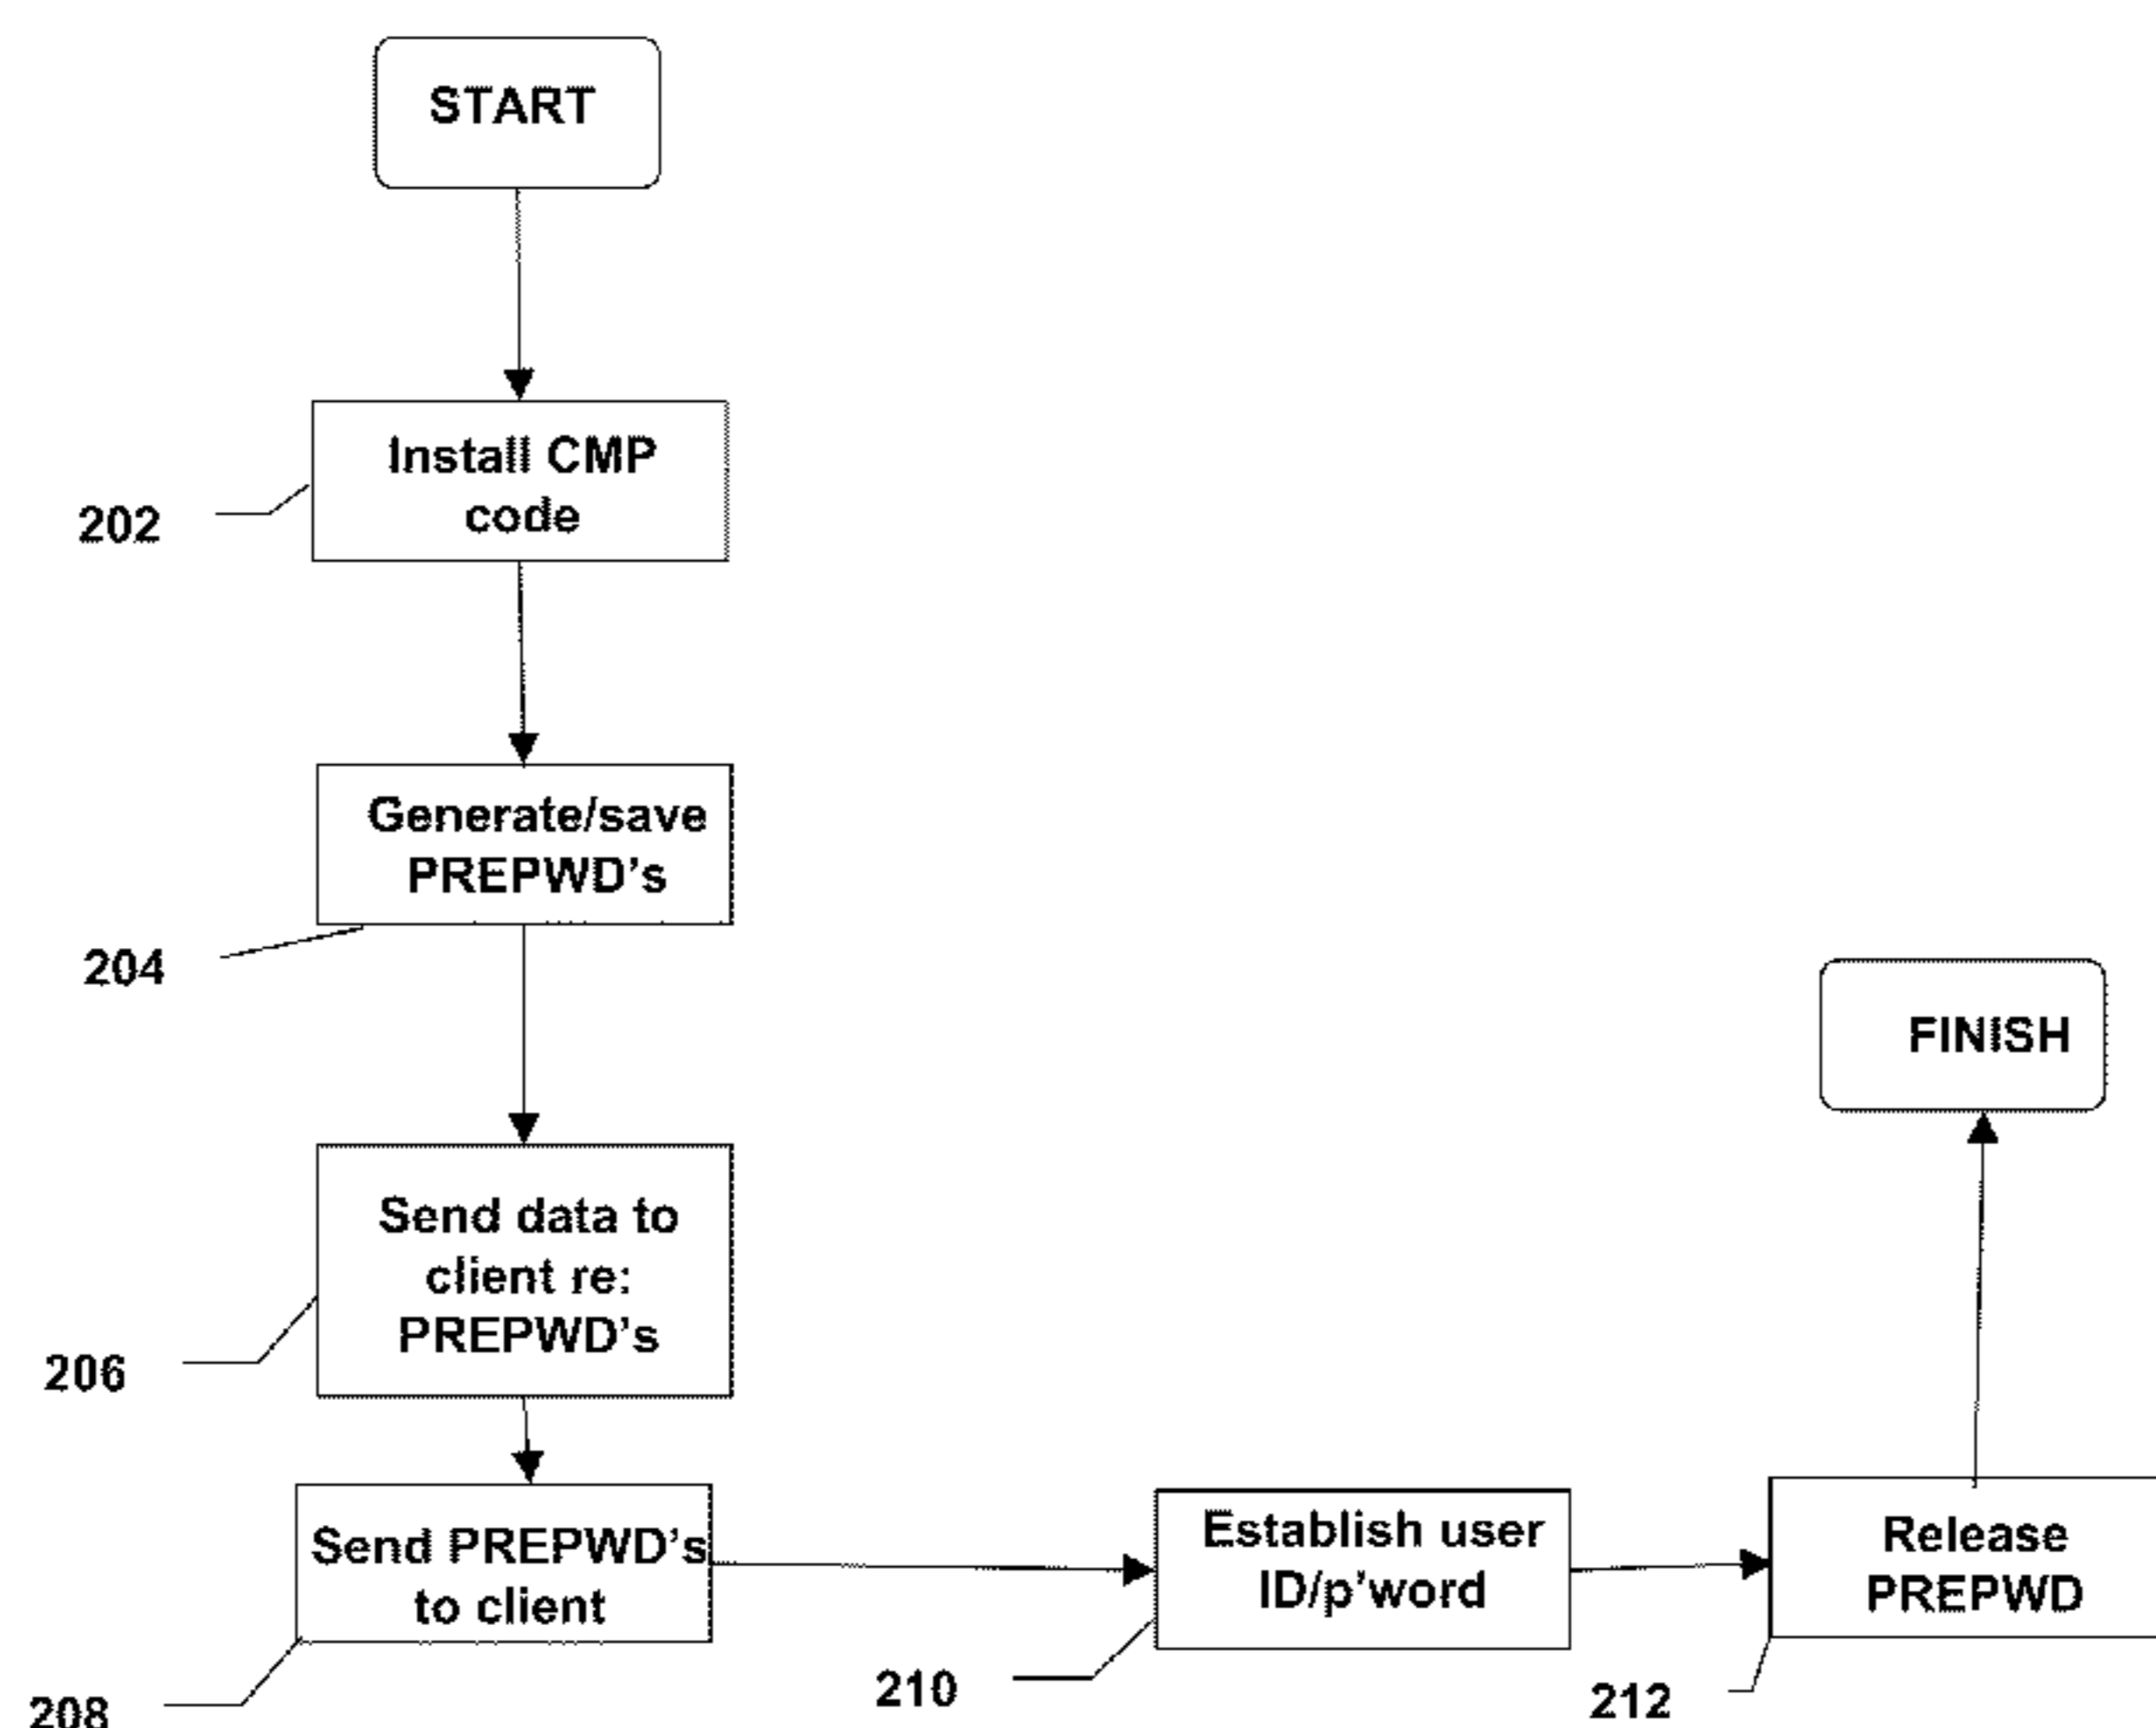 START
Install CMP
code
202
Generate/save
PREPWD's
204
FINISH
Send data to
client re:
PREPWD's
206
Send PREPWD's
to client
208
Establish user
ID/p'word
210
Release
PREPWD
212